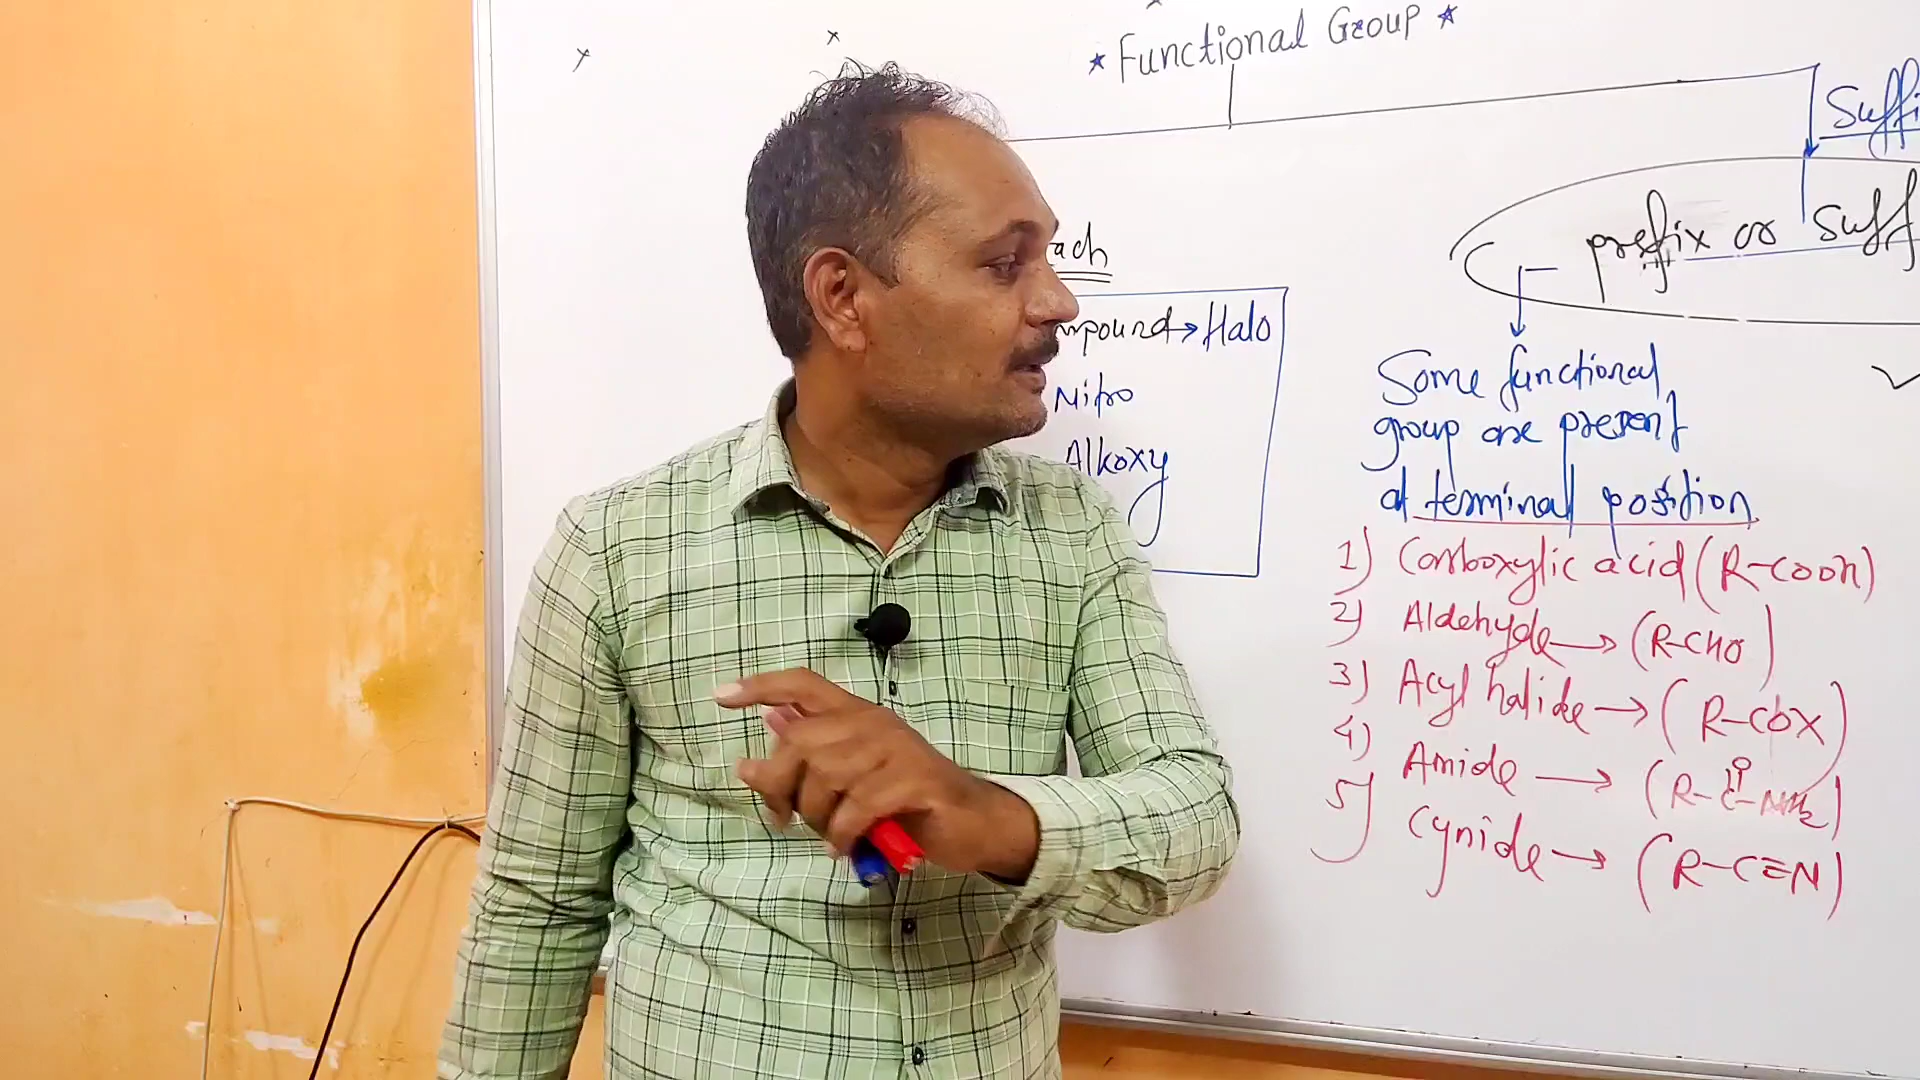 * Functional Group *
Suffi
prefix or Suff
ach
mpound → Halo
Nitro
Alkoxy
Some functional
group are present
at terminal position
1) Carboxylic acid (R-COOH)
2) Aldehyde → (R-CHO)
3) Acyl halide → (R-COX)
4) Amide → (R-C-NH2)
O
5) Cynide → (R-C≡N)